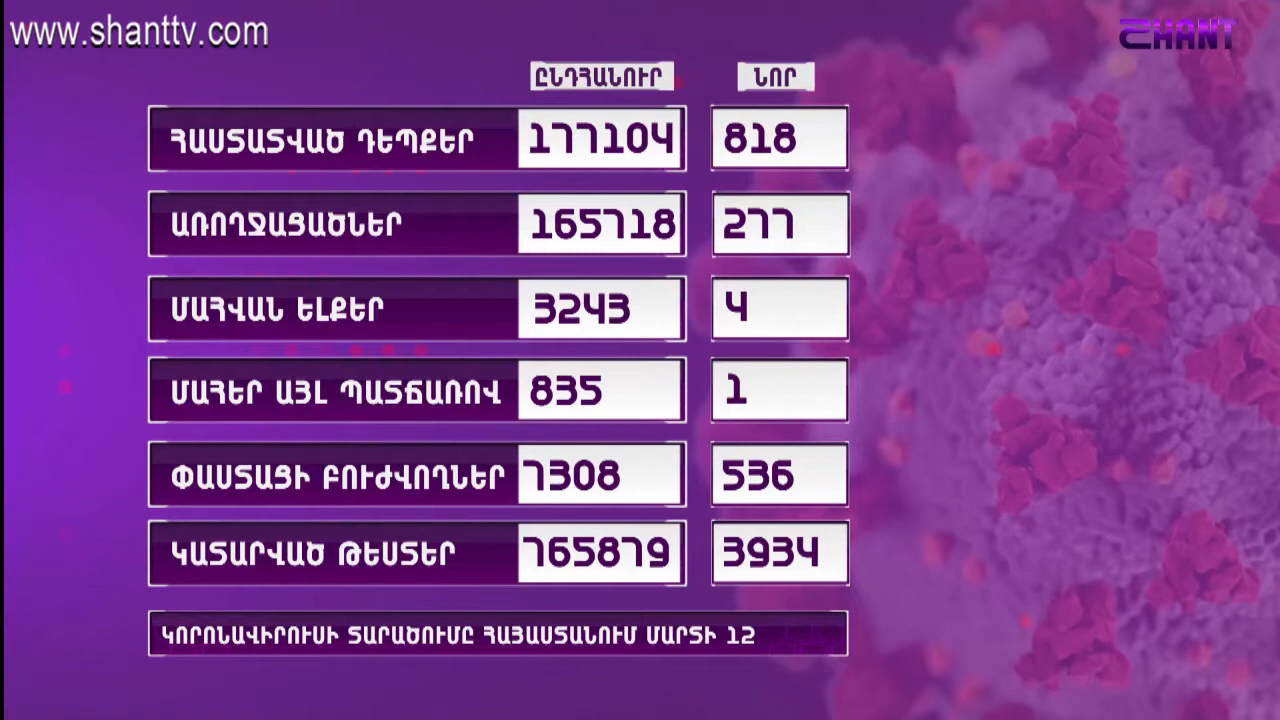 www.shanttv.com
SHANT
ԸՆԴՀԱՆՈՒՐ ՆՈՐ
ՀԱՍՏԱՏՎԱԾ ԴԵՊՔԵՐ 177104 818
ԱՌՈՂՋԱՑԱԾՆԵՐ 165718 277
ՄԱՀՎԱՆ ԵԼՔԵՐ 3243 4
ՄԱՀԵՐ ԱՅԼ ՊԱՏՃԱՌՈՎ 835 1
ՓԱՍՏԱՑԻ ԲՈՒԺՎՈՂՆԵՐ 7308 536
ԿԱՏԱՐՎԱԾ ԹԵՍՏԵՐ 765879 3934
ԿՈՐՈՆԱՎԻՐՈՒՍԻ ՏԱՐԱԾՈՒՄԸ ՀԱՅԱՍՏԱՆՈՒՄ ՄԱՐՏԻ 12